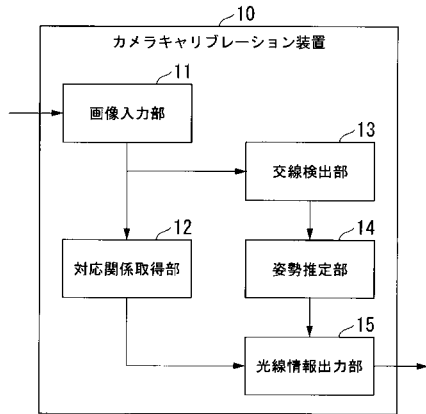 10
カメラキャリブレーション装置
11
画像入力部
13
交線検出部
12
対応関係取得部
14
姿勢推定部
15
光線情報出力部